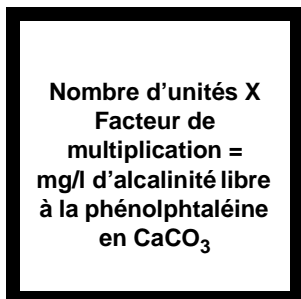 Nombre d’unités X
Facteur de
multiplication =
mg/l d’alcalinité libre
à la phénolphtaléine
en CaCO₃